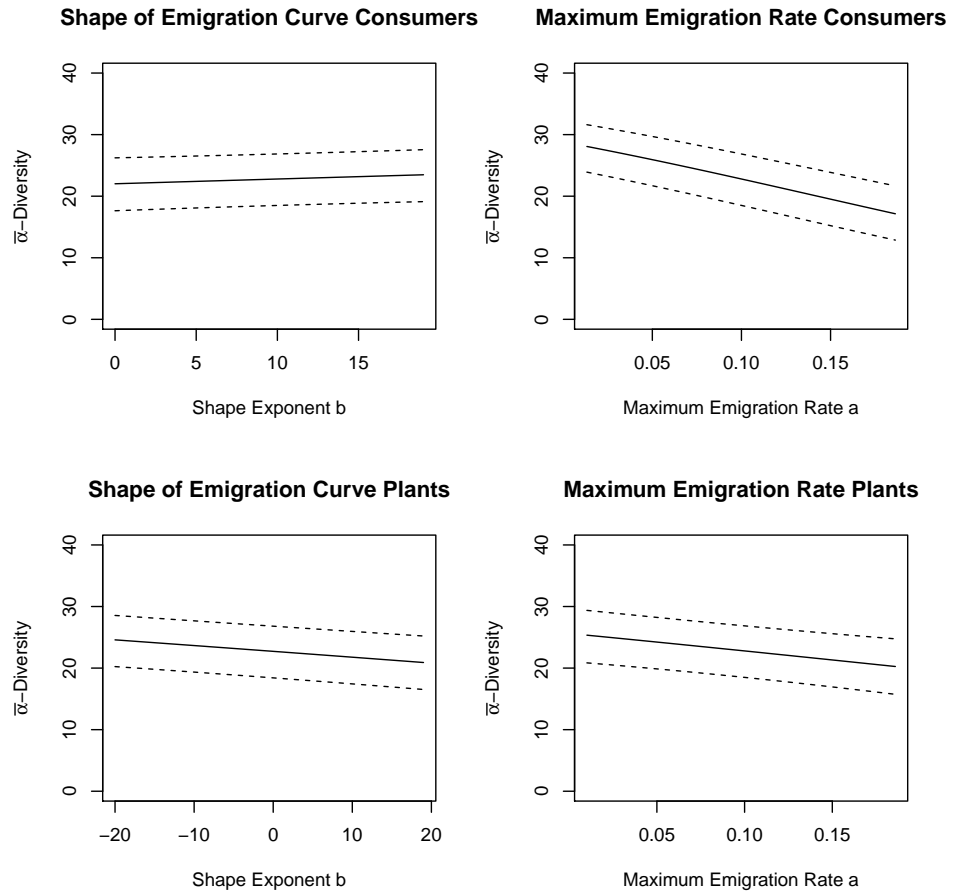 Shape of Emigration Curve Consumers
ᾱ−Diversity
40
30
20
10
0
0 5 10 15
Shape Exponent b
Maximum Emigration Rate Consumers
ᾱ−Diversity
40
30
20
10
0
0.05 0.10 0.15
Maximum Emigration Rate a
Shape of Emigration Curve Plants
ᾱ−Diversity
40
30
20
10
0
−20 −10 0 10 20
Shape Exponent b
Maximum Emigration Rate Plants
ᾱ−Diversity
40
30
20
10
0
0.05 0.10 0.15
Maximum Emigration Rate a